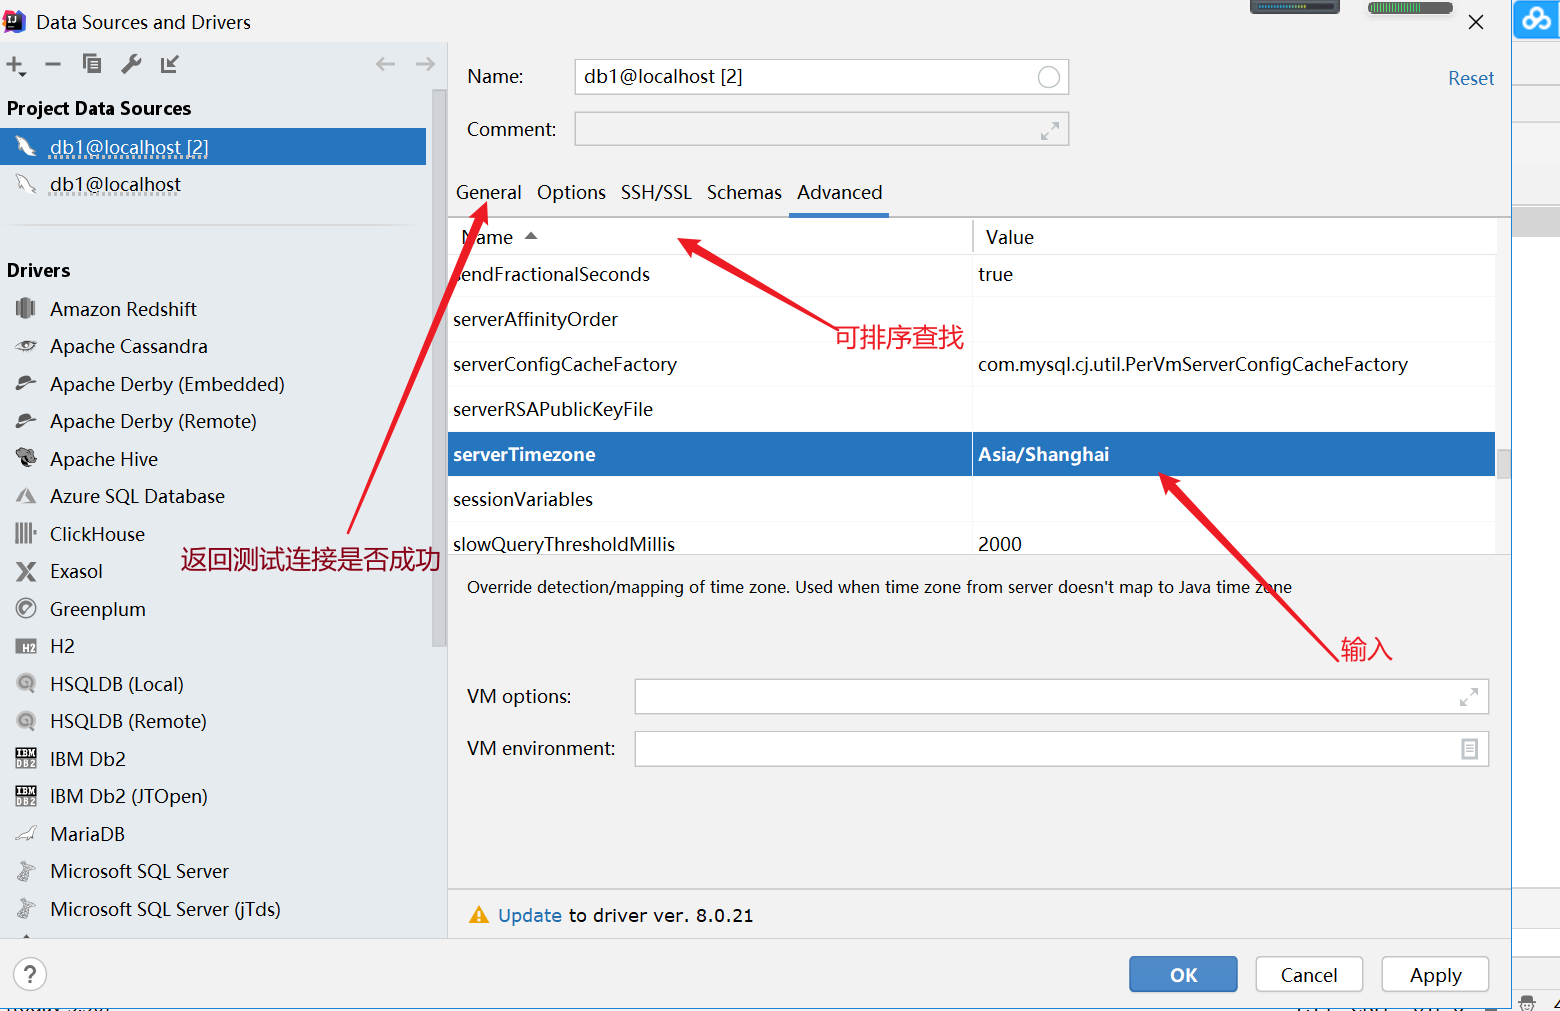 Data Sources and Drivers
Project Data Sources
db1@localhost [2]
db1@localhost
Drivers
Amazon Redshift
Apache Cassandra
Apache Derby (Embedded)
Apache Derby (Remote)
Apache Hive
Azure SQL Database
ClickHouse
Exasol
Greenplum
H2
HSQLDB (Local)
HSQLDB (Remote)
IBM Db2
IBM Db2 (JTOpen)
MariaDB
Microsoft SQL Server
Microsoft SQL Server (jTds)
Name: db1@localhost [2]
Reset
Comment:
General Options SSH/SSL Schemas Advanced
Name Value
sendFractionalSeconds true
serverAffinityOrder
可排序查找
serverConfigCacheFactory com.mysql.cj.util.PerVmServerConfigCacheFactory
serverRSAPublicKeyFile
serverTimezone Asia/Shanghai
sessionVariables
slowQueryThresholdMillis 2000
返回测试连接是否成功
Override detection/mapping of time zone. Used when time zone from server doesn't map to Java time zone
输入
VM options:
VM environment:
Update to driver ver. 8.0.21
? OK Cancel Apply